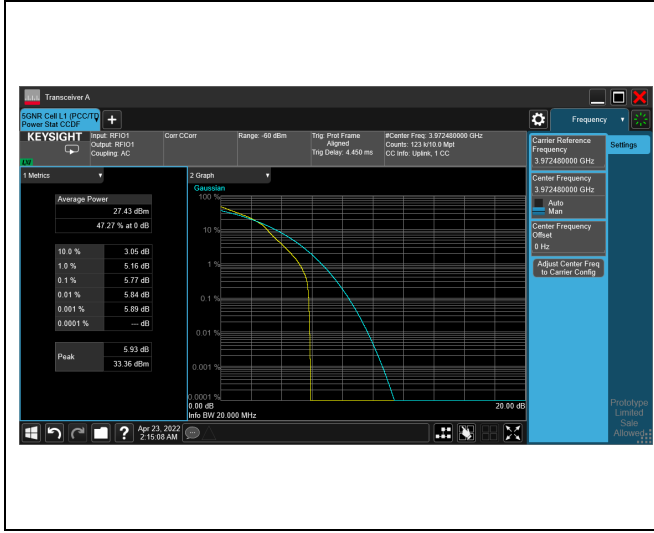 Transceiver A
5GNR Cell L1 (PCC/TD
Power Stat CCDF
Frequency
KEYSIGHT
Input: RFIO1
Output: RFIO1
Coupling: AC
Corr CCorr
Range: -60 dBm
Trig: Prot Frame
Aligned
Trig Delay: 4.450 ms
#Center Freq: 3.972480000 GHz
Counts: 123 k/10.0 Mpt
CC Info: Uplink, 1 CC
1 Metrics
Average Power
27.43 dBm
47.27 % at 0 dB
10.0 % 3.05 dB
1.0 % 5.16 dB
0.1 % 5.77 dB
0.01 % 5.84 dB
0.001 % 5.89 dB
0.0001 % --- dB
Peak
5.93 dB
33.36 dBm
2 Graph
Gaussian
100 %
10 %
1 %
0.1 %
0.01 %
0.001 %
0.0001 %
0.00 dB
20.00 dB
Info BW 20.000 MHz
Carrier Reference
Frequency
3.972480000 GHz
Center Frequency
3.972480000 GHz
Auto
Man
Center Frequency
Offset
0 Hz
Adjust Center Freq
to Carrier Config
Settings
Prototype
Limited
Sale
Allowed
?
Apr 23, 2022
2:15:08 AM